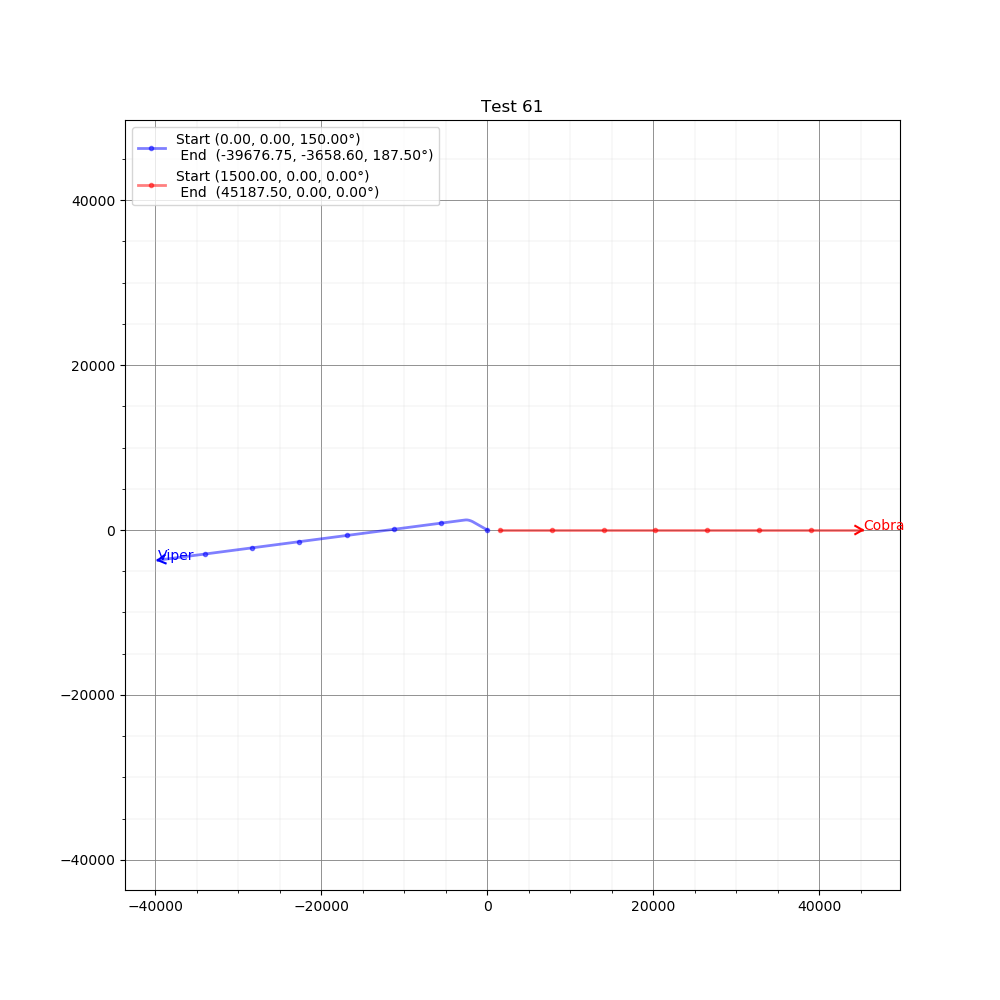 Test 61
Start (0.00, 0.00, 150.00°)
End (-39676.75, -3658.60, 187.50°)
Start (1500.00, 0.00, 0.00°)
End (45187.50, 0.00, 0.00°)
40000
20000
0
−20000
−40000
Viper
Cobra
−40000
−20000
0
20000
40000